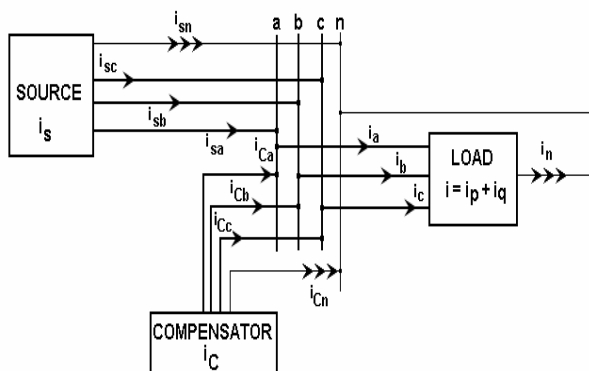 i_sn
a b c n
i_sc
SOURCE
i_s
i_sb
i_sa
i_Ca
i_a
i_b
i_c
LOAD
i = i_p + i_q
i_n
i_Cb
i_Cc
i_Cn
COMPENSATOR
i_C